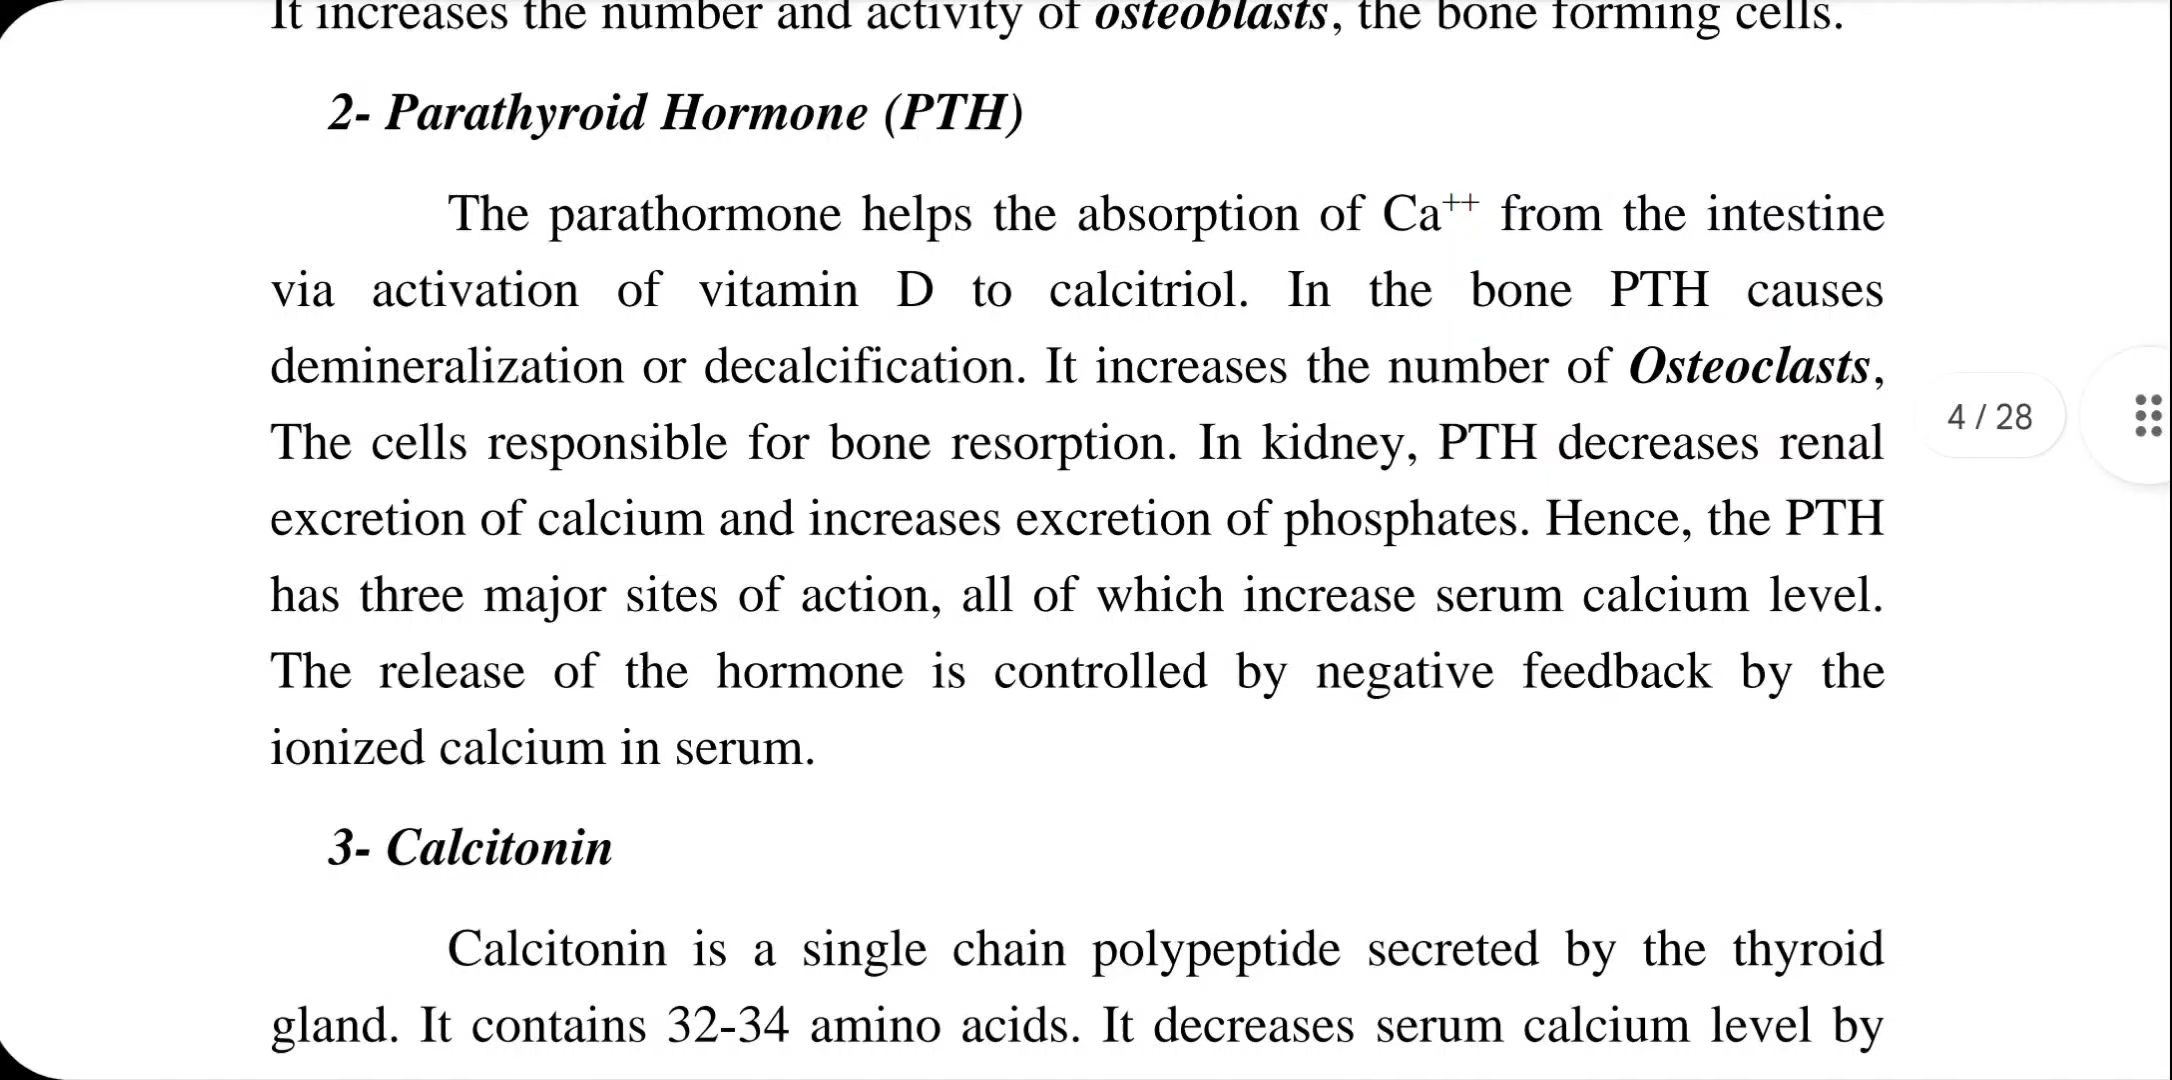 It increases the number and activity of osteoblasts, the bone forming cells.
2- Parathyroid Hormone (PTH)
The parathormone helps the absorption of Ca⁺⁺ from the intestine
via activation of vitamin D to calcitriol. In the bone PTH causes
demineralization or decalcification. It increases the number of Osteoclasts,
The cells responsible for bone resorption. In kidney, PTH decreases renal
excretion of calcium and increases excretion of phosphates. Hence, the PTH
has three major sites of action, all of which increase serum calcium level.
The release of the hormone is controlled by negative feedback by the
ionized calcium in serum.
3- Calcitonin
Calcitonin is a single chain polypeptide secreted by the thyroid
gland. It contains 32-34 amino acids. It decreases serum calcium level by
4 / 28